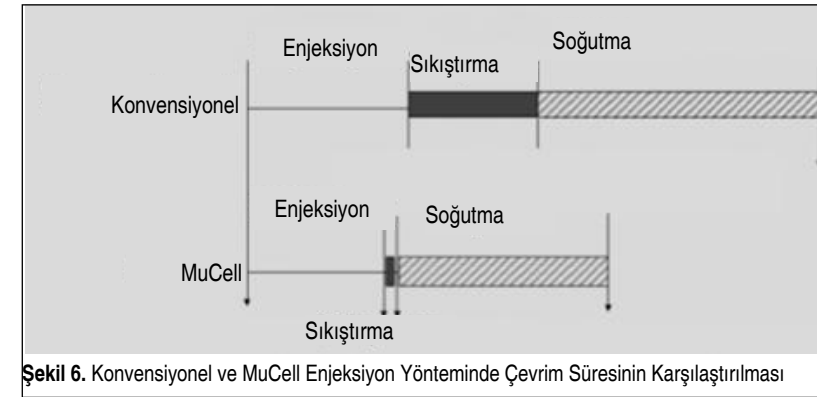 Enjeksiyon
Sıkıştırma
Soğutma
Konvensiyonel
Enjeksiyon
Soğutma
MuCell
Sıkıştırma
Şekil 6. Konvensiyonel ve MuCell Enjeksiyon Yönteminde Çevrim Süresinin Karşılaştırılması